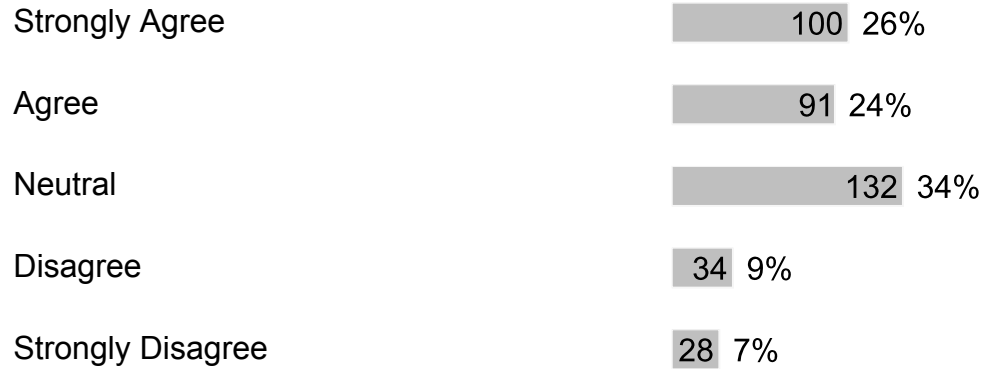 Strongly Agree 100 26%
Agree 91 24%
Neutral 132 34%
Disagree 34 9%
Strongly Disagree 28 7%